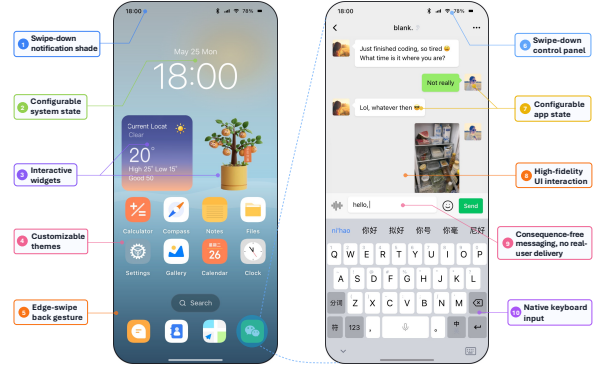 18:00
78%
May 25 Mon
18:00
Current Locat
Clear
20°
High 25° Low 15°
Good 50
Calculator
Compass
Notes
Files
Settings
Gallery
TUE
26
Calendar
Clock
Search
1 Swipe-down
notification shade
2 Configurable
system state
3 Interactive
widgets
4 Customizable
themes
5 Edge-swipe
back gesture
18:00
78%
blank.
Just finished coding, so tired
What time is it where you are?
Not really
Lol, whatever then
hello,
Send
ni'hao 你好 拟好 你号 你毫 尼好
Q W E R T Y U I O P
A S D F G H J K L
分词 Z X C V B N M
符 123 , 。 中
6 Swipe-down
control panel
7 Configurable
app state
8 High-fidelity
UI interaction
9 Consequence-free
messaging, no real-
user delivery
10 Native keyboard
input